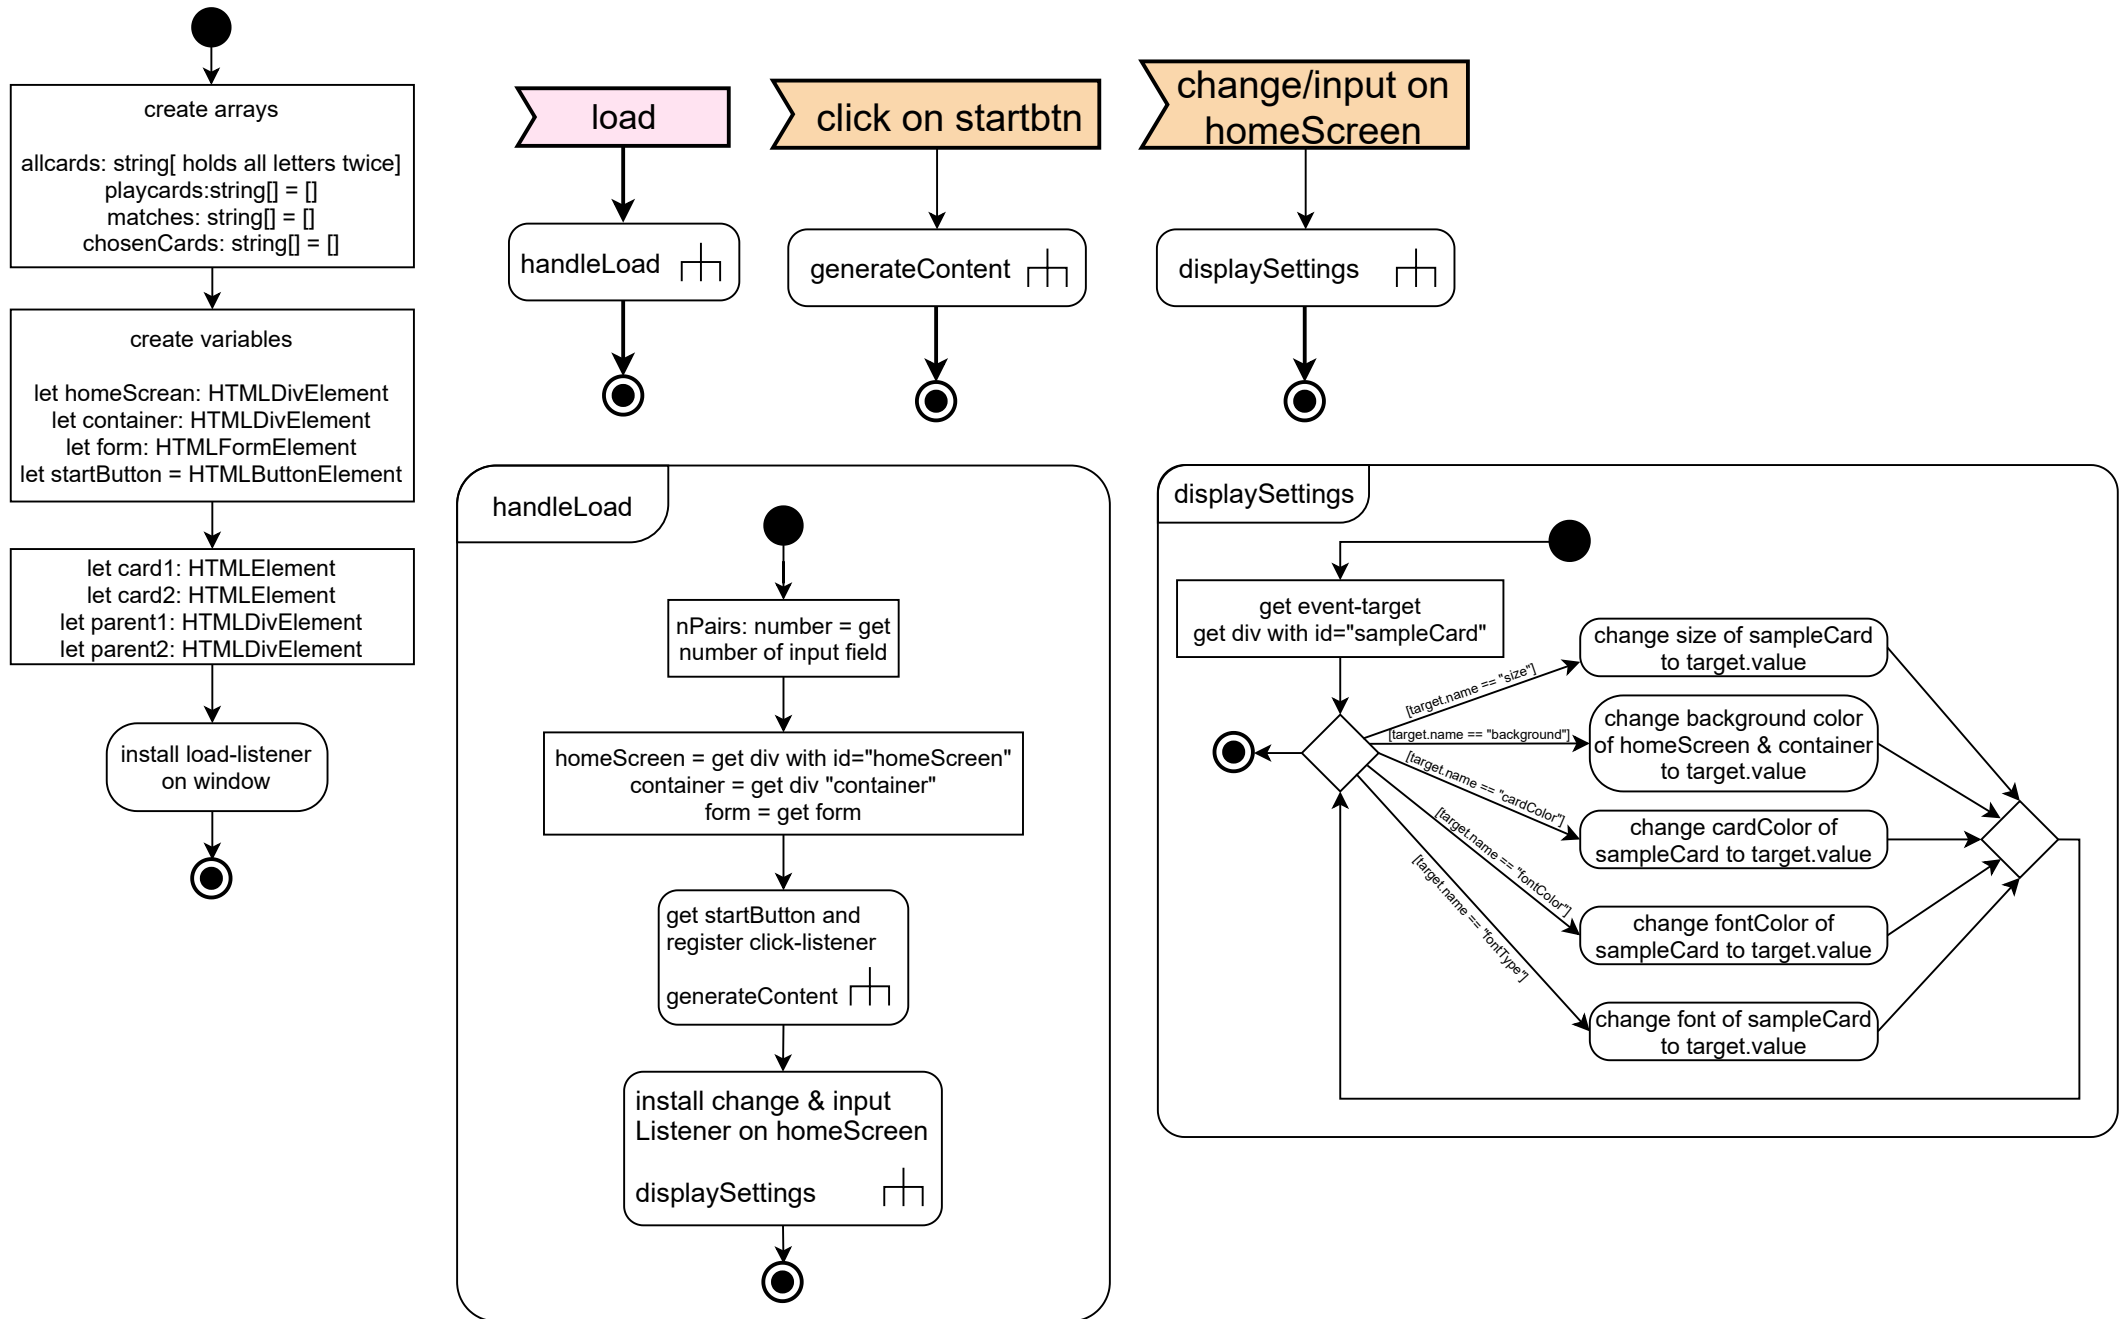 create arrays
allcards: string[ holds all letters twice]
playcards:string[] = []
matches: string[] = []
chosenCards: string[] = []
create variables
let homeScrean: HTMLDivElement
let container: HTMLDivElement
let form: HTMLFormElement
let startButton = HTMLButtonElement
let card1: HTMLElement
let card2: HTMLElement
let parent1: HTMLDivElement
let parent2: HTMLDivElement
install load-listener
on window
load
handleLoad
click on startbtn
generateContent
change/input on
homeScreen
displaySettings
handleLoad
nPairs: number = get
number of input field
homeScreen = get div with id="homeScreen"
container = get div "container"
form = get form
get startButton and
register click-listener
generateContent
install change & input
Listener on homeScreen
displaySettings
displaySettings
get event-target
get div with id="sampleCard"
[target.name == "size"]
[target.name == "background"]
[target.name == "cardColor"]
[target.name == "fontColor"]
[target.name == "fontType"]
change size of sampleCard
to target.value
change background color
of homeScreen & container
to target.value
change cardColor of
sampleCard to target.value
change fontColor of
sampleCard to target.value
change font of sampleCard
to target.value